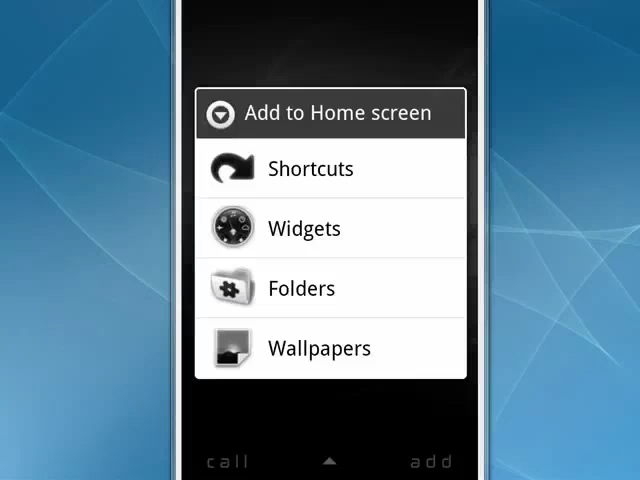 Add to Home screen
Shortcuts
Widgets
Folders
Wallpapers
call add